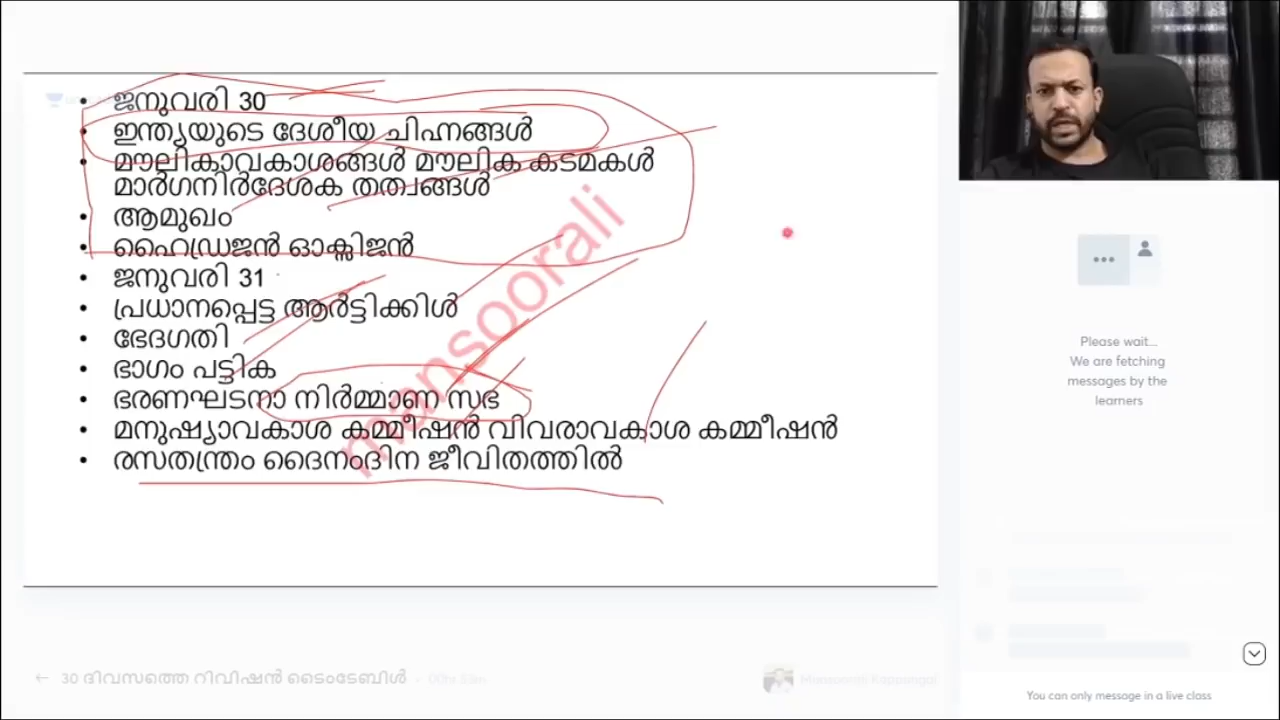 ജനുവരി 30
ഇന്ത്യയുടെ ദേശീയ ചിഹ്നങ്ങൾ
മൗലികാവകാശങ്ങൾ മൗലിക കടമകൾ
മാർഗനിർദേശക തത്വങ്ങൾ
ആമുഖം
ഹൈഡ്രജൻ ഓക്സിജൻ
ജനുവരി 31
പ്രധാനപ്പെട്ട ആർട്ടിക്കിൾ
ഭേദഗതി
ഭാഗം പട്ടിക
ഭരണഘടനാ നിർമ്മാണ സഭ
മനുഷ്യാവകാശ കമ്മീഷൻ വിവരാവകാശ കമ്മീഷൻ
രസതന്ത്രം ദൈനംദിന ജീവിതത്തിൽ
mansoorali
30 ദിവസത്തെ റിവിഷൻ ടൈംടേബിൾ
Please wait...
We are fetching
messages by the
learners
You can only message in a live class